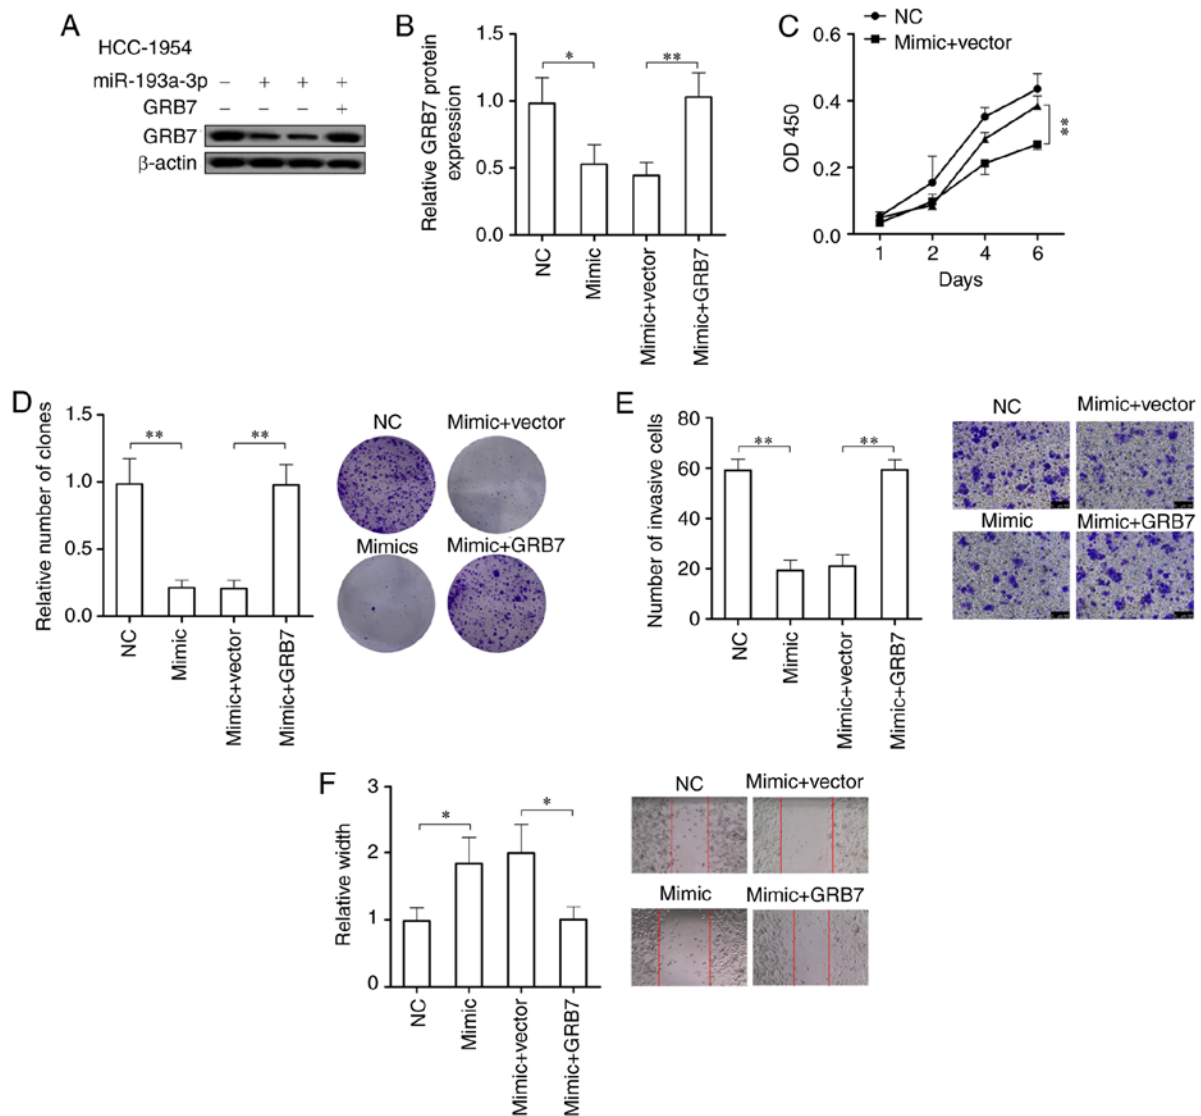 A
HCC-1954
miR-193a-3p – + + +
GRB7 – – – +
GRB7
β-actin
B
Relative GRB7 protein
expression
1.5
1.0
0.5
0.0
*
**
NC
Mimic
Mimic+vector
Mimic+GRB7
C
NC
Mimic+vector
OD 450
0.6
0.4
0.2
0.0
**
1 2 4 6
Days
D
Relative number of clones
1.5
1.0
0.5
0.0
**
**
NC
Mimic
Mimic+vector
Mimic+GRB7
NC
Mimic+vector
Mimics
Mimic+GRB7
E
Number of invasive cells
80
60
40
20
0
**
**
NC
Mimic
Mimic+vector
Mimic+GRB7
NC
Mimic+vector
Mimic
Mimic+GRB7
F
Relative width
3
2
1
0
*
*
NC
Mimic
Mimic+vector
Mimic+GRB7
NC
Mimic+vector
Mimic
Mimic+GRB7